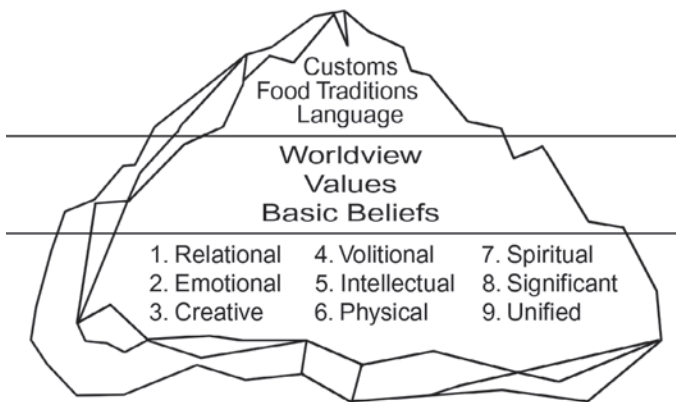 Customs
Food Traditions
Language
Worldview
Values
Basic Beliefs
1. Relational 4. Volitional 7. Spiritual
2. Emotional 5. Intellectual 8. Significant
3. Creative 6. Physical 9. Unified